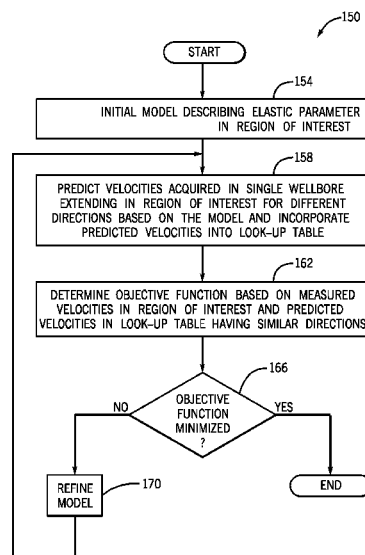 150
START
154
INITIAL MODEL DESCRIBING ELASTIC PARAMETER
IN REGION OF INTEREST
158
PREDICT VELOCITIES ACQUIRED IN SINGLE WELLBORE
EXTENDING IN REGION OF INTEREST FOR DIFFERENT
DIRECTIONS BASED ON THE MODEL AND INCORPORATE
PREDICTED VELOCITIES INTO LOOK-UP TABLE
162
DETERMINE OBJECTIVE FUNCTION BASED ON MEASURED
VELOCITIES IN REGION OF INTEREST AND PREDICTED
VELOCITIES IN LOOK-UP TABLE HAVING SIMILAR DIRECTIONS
166
OBJECTIVE
FUNCTION
MINIMIZED
?
NO
YES
REFINE
MODEL
170
END